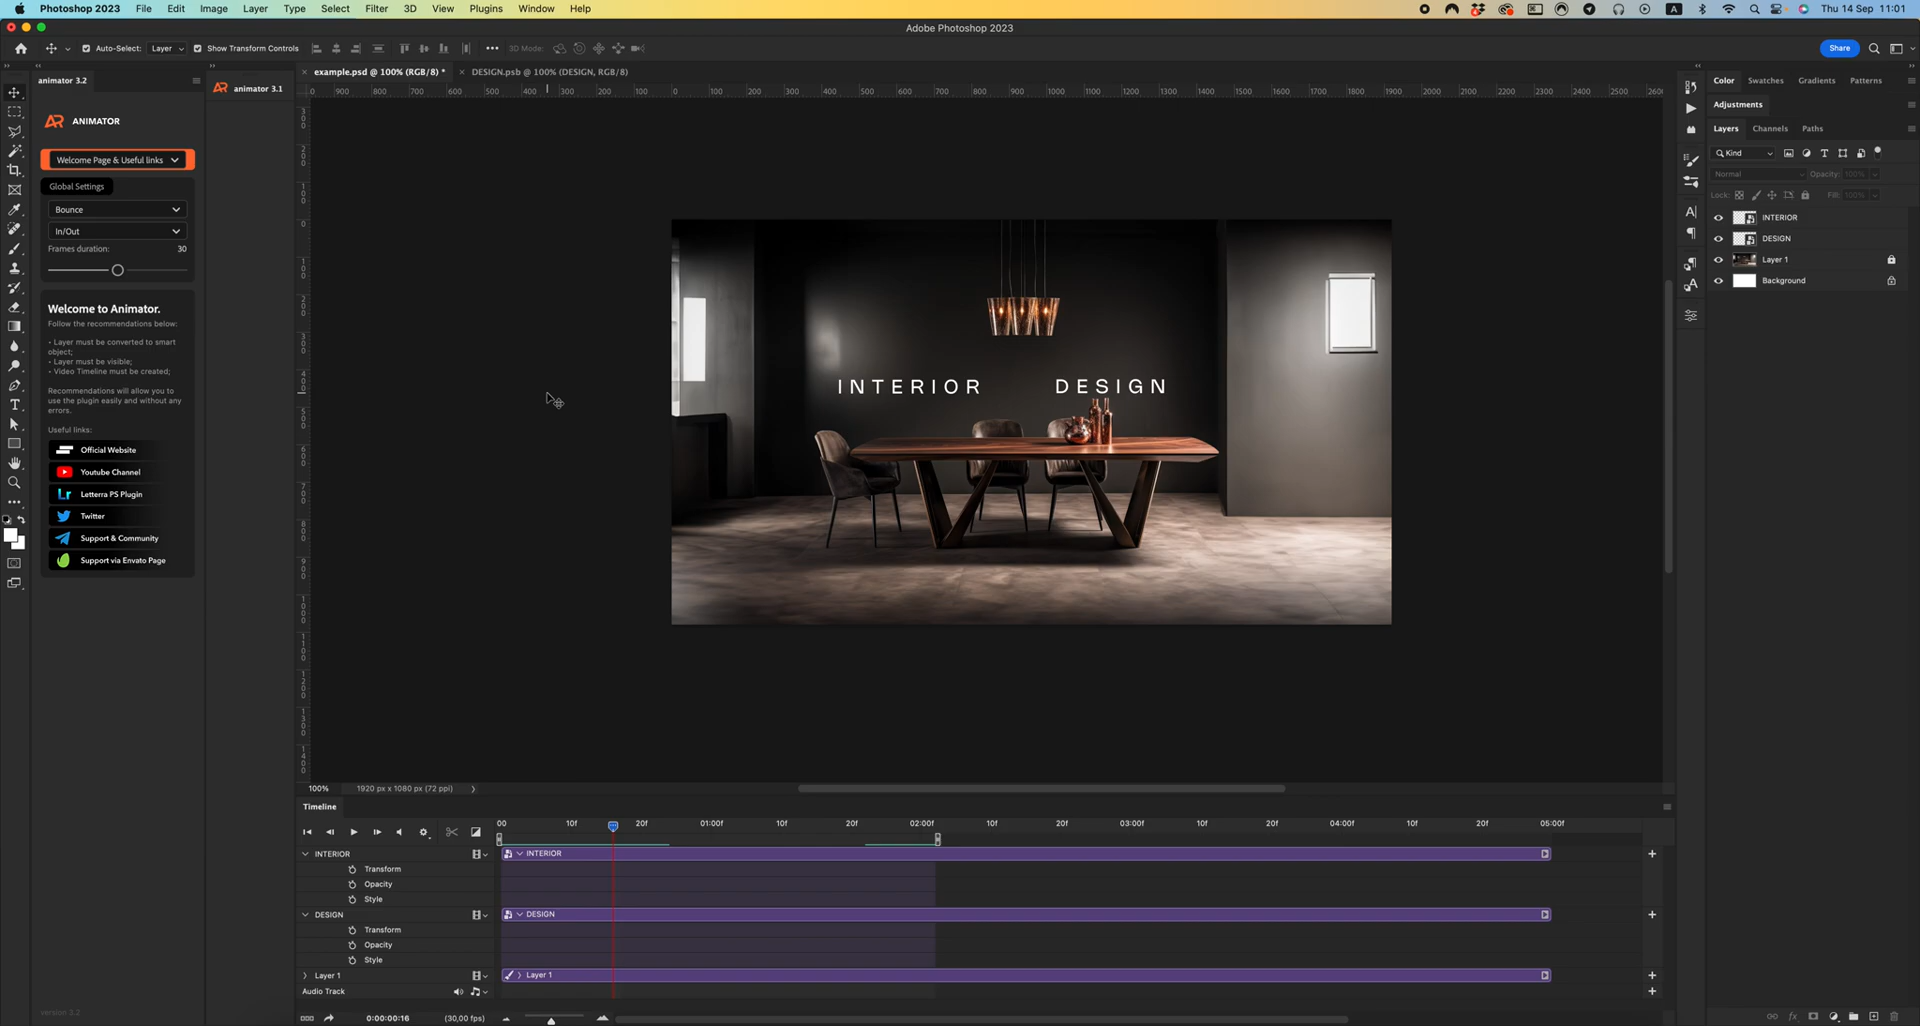 Photoshop 2023 File Edit Image Layer Type Select Filter 3D View Plugins Window Help
A Thu 14 Sep 11:01
Adobe Photoshop 2023
Auto-Select: Layer Show Transform Controls 3D Mode: Share
animator 3.2
animator 3.1
example.psd @ 100% (RGB/8) *
DESIGN.psb @ 100% (DESIGN, RGB/8)
ANIMATOR
Welcome Page & Useful links
Global Settings
Bounce
In/Out
Frames duration: 30
Welcome to Animator.
Follow the recommendations below:
- Layer must be converted to smart
object;
- Layer must be visible;
- Video Timeline must be created;
Recommendations will allow you to
use the plugin easily and without any
errors.
Useful links:
Official Website
Youtube Channel
Lr Letterra PS Plugin
Twitter
Support & Community
Support via Envato Page
version 3.2
INTERIOR DESIGN
Color Swatches Gradients Patterns
Adjustments
Layers Channels Paths
Kind
Normal Opacity: 100%
Lock: Fill: 100%
INTERIOR
DESIGN
Layer 1
Background
100% 1920 px x 1080 px (72 ppi)
Timeline
00 10f 20f 01:00f 10f 20f 02:00f 10f 20f 03:00f 10f 20f 04:00f 10f 20f 05:00f
INTERIOR INTERIOR
Transform
Opacity
Style
DESIGN DESIGN
Transform
Opacity
Style
Layer 1 Layer 1
Audio Track
0:00:00:16 (30,00 fps)